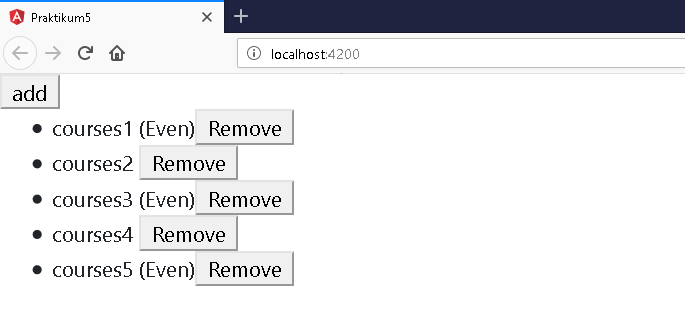 Praktikum5
localhost:4200
add
courses1 (Even) Remove
courses2 Remove
courses3 (Even) Remove
courses4 Remove
courses5 (Even) Remove